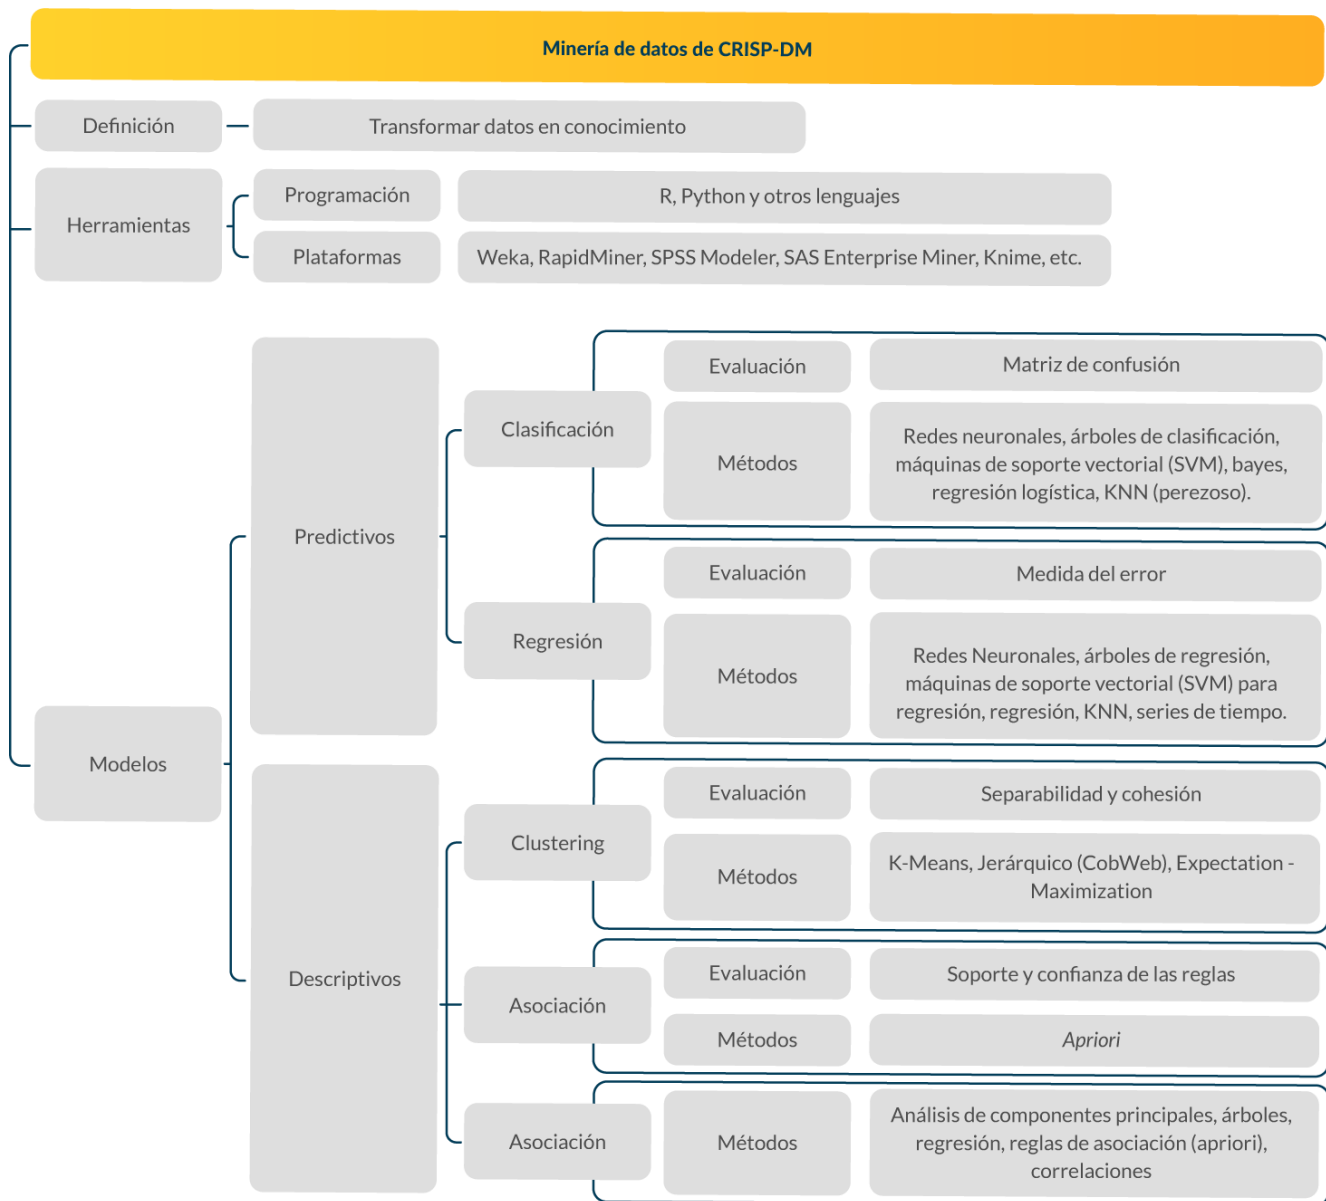 Minería de datos de CRISP-DM
Definición
Transformar datos en conocimiento
Herramientas
Programación
R, Python y otros lenguajes
Plataformas
Weka, RapidMiner, SPSS Modeler, SAS Enterprise Miner, Knime, etc.
Modelos
Predictivos
Clasificación
Evaluación
Matriz de confusión
Métodos
Redes neuronales, árboles de clasificación,
máquinas de soporte vectorial (SVM), bayes,
regresión logística, KNN (perezoso).
Regresión
Evaluación
Medida del error
Métodos
Redes Neuronales, árboles de regresión,
máquinas de soporte vectorial (SVM) para
regresión, regresión, KNN, series de tiempo.
Descriptivos
Clustering
Evaluación
Separabilidad y cohesión
Métodos
K-Means, Jerárquico (CobWeb), Expectation -
Maximization
Asociación
Evaluación
Soporte y confianza de las reglas
Métodos
Apriori
Asociación
Métodos
Análisis de componentes principales, árboles,
regresión, reglas de asociación (apriori),
correlaciones